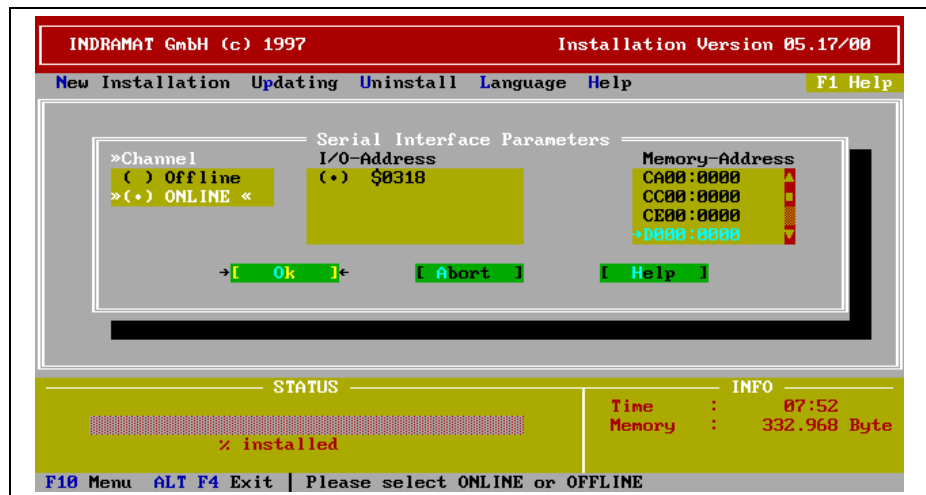 INDRAMAT GmbH (c) 1997 Installation Version 05.17/00
New Installation Updating Uninstall Language Help F1 Help
Serial Interface Parameters
»Channel I/O-Address Memory-Address
( ) Offline (•) $0318 CA00:0000
»(•) ONLINE « CC00:0000
CE00:0000
→D000:0000
→[ Ok ]← [ Abort ] [ Help ]
STATUS INFO
Time : 07:52
Memory : 332.968 Byte
% installed
F10 Menu ALT F4 Exit | Please select ONLINE or OFFLINE